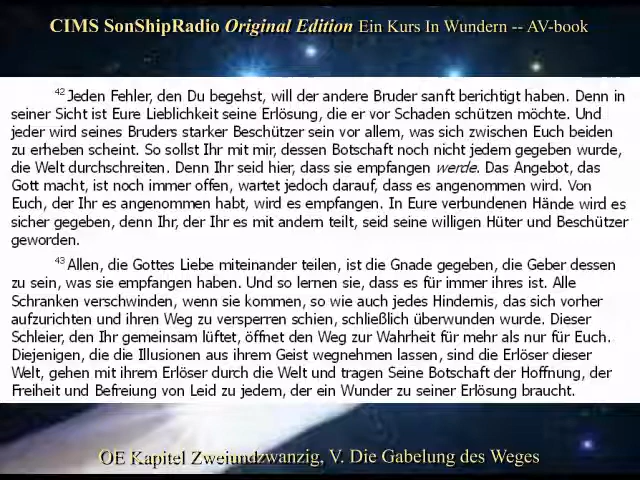 CIMS SonShipRadio Original Edition Ein Kurs In Wundern -- AV-book
42 Jeden Fehler, den Du begehst, will der andere Bruder sanft berichtigt haben. Denn in
seiner Sicht ist Eure Lieblichkeit seine Erlösung, die er vor Schaden schützen möchte. Und
jeder wird seines Bruders starker Beschützer sein vor allem, was sich zwischen Euch beiden
zu erheben scheint. So sollst Ihr mit mir, dessen Botschaft noch nicht jedem gegeben wurde,
die Welt durchschreiten. Denn Ihr seid hier, dass sie empfangen werde. Das Angebot, das
Gott macht, ist noch immer offen, wartet jedoch darauf, dass es angenommen wird. Von
Euch, der Ihr es angenommen habt, wird es empfangen. In Eure verbundenen Hände wird es
sicher gegeben, denn Ihr, der Ihr es mit andern teilt, seid seine willigen Hüter und Beschützer
geworden.
43 Allen, die Gottes Liebe miteinander teilen, ist die Gnade gegeben, die Geber dessen
zu sein, was sie empfangen haben. Und so lernen sie, dass es für immer ihres ist. Alle
Schranken verschwinden, wenn sie kommen, so wie auch jedes Hindernis, das sich vorher
aufzurichten und ihren Weg zu versperren schien, schließlich überwunden wurde. Dieser
Schleier, den Ihr gemeinsam lüftet, öffnet den Weg zur Wahrheit für mehr als nur für Euch.
Diejenigen, die die Illusionen aus ihrem Geist wegnehmen lassen, sind die Erlöser dieser
Welt, gehen mit ihrem Erlöser durch die Welt und tragen Seine Botschaft der Hoffnung, der
Freiheit und Befreiung von Leid zu jedem, der ein Wunder zu seiner Erlösung braucht.
OE Kapitel Zweiundzwanzig, V. Die Gabelung des Weges